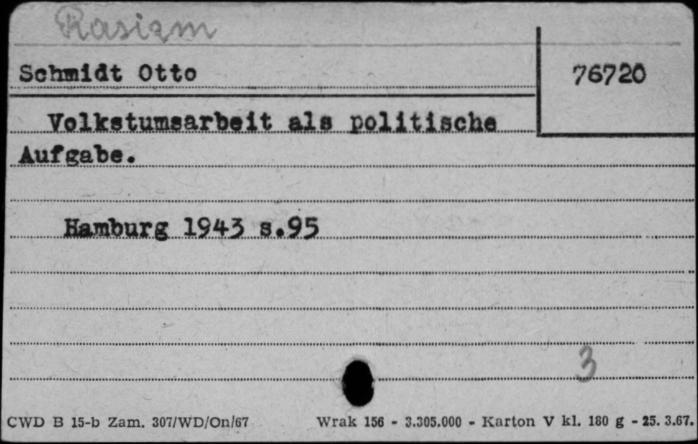 Rasizm
Schmidt Otto
76720
Volkstumsarbeit als politische
Aufgabe.
Hamburg 1943 s.95
3
CWD B 15-b Zam. 307/WD/On/67 Wrak 156 - 3.305.000 - Karton V kl. 180 g - 25. 3.67.